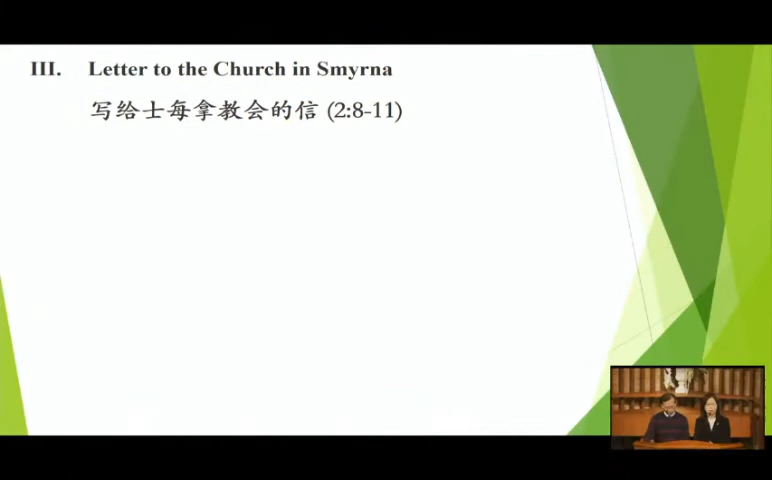 III. Letter to the Church in Smyrna
写给士每拿教会的信 (2:8-11)